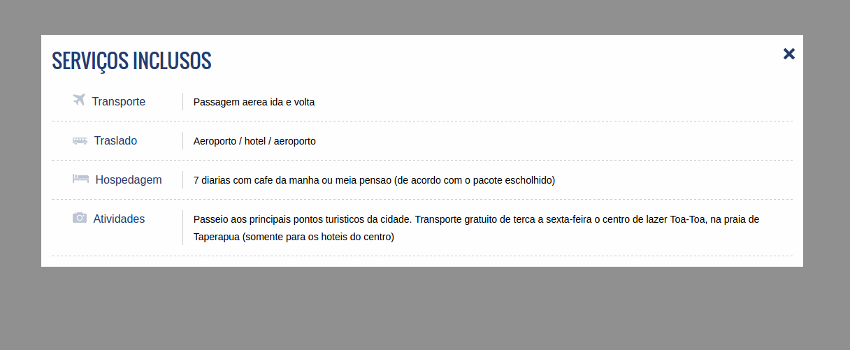 SERVIÇOS INCLUSOS
Transporte
Passagem aerea ida e volta
Traslado
Aeroporto / hotel / aeroporto
Hospedagem
7 diarias com cafe da manha ou meia pensao (de acordo com o pacote escholhido)
Atividades
Passeio aos principais pontos turisticos da cidade. Transporte gratuito de terca a sexta-feira o centro de lazer Toa-Toa, na praia de
Taperapua (somente para os hoteis do centro)